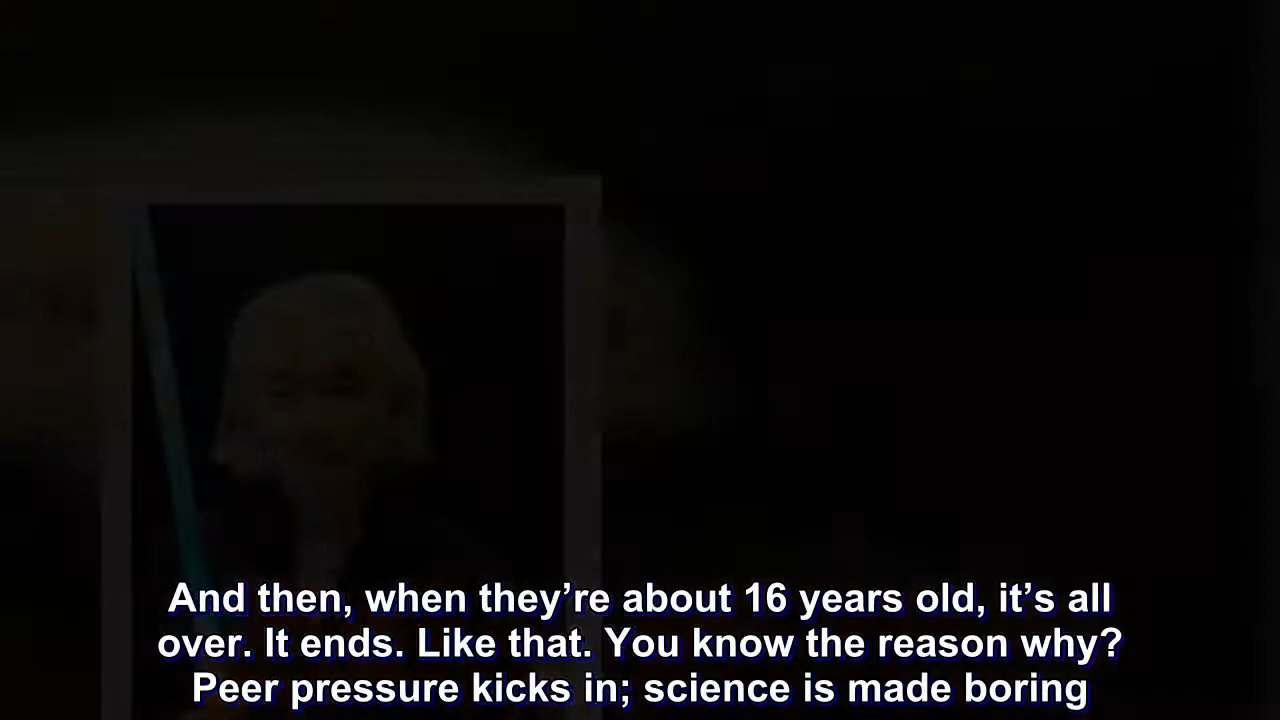 And then, when they’re about 16 years old, it’s all
over. It ends. Like that. You know the reason why?
Peer pressure kicks in; science is made boring